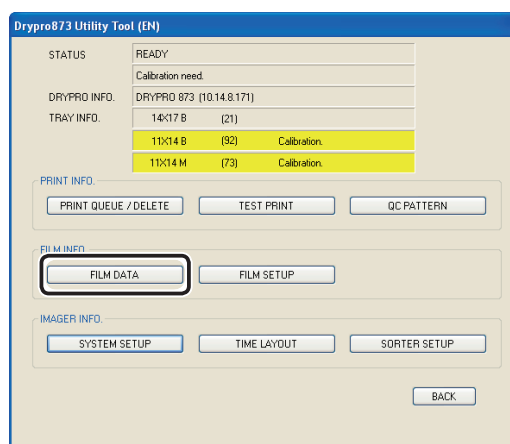 Drypro873 Utility Tool (EN)
STATUS READY
Calibration need.
DRYPRO INFO. DRYPRO 873 (10.14.8.171)
TRAY INFO. 14X17 B (21)
11X14 B (92) Calibration.
11X14 M (73) Calibration.
PRINT INFO.
PRINT QUEUE / DELETE TEST PRINT QC PATTERN
FILM INFO.
FILM DATA FILM SETUP
IMAGER INFO.
SYSTEM SETUP TIME LAYOUT SORTER SETUP
BACK